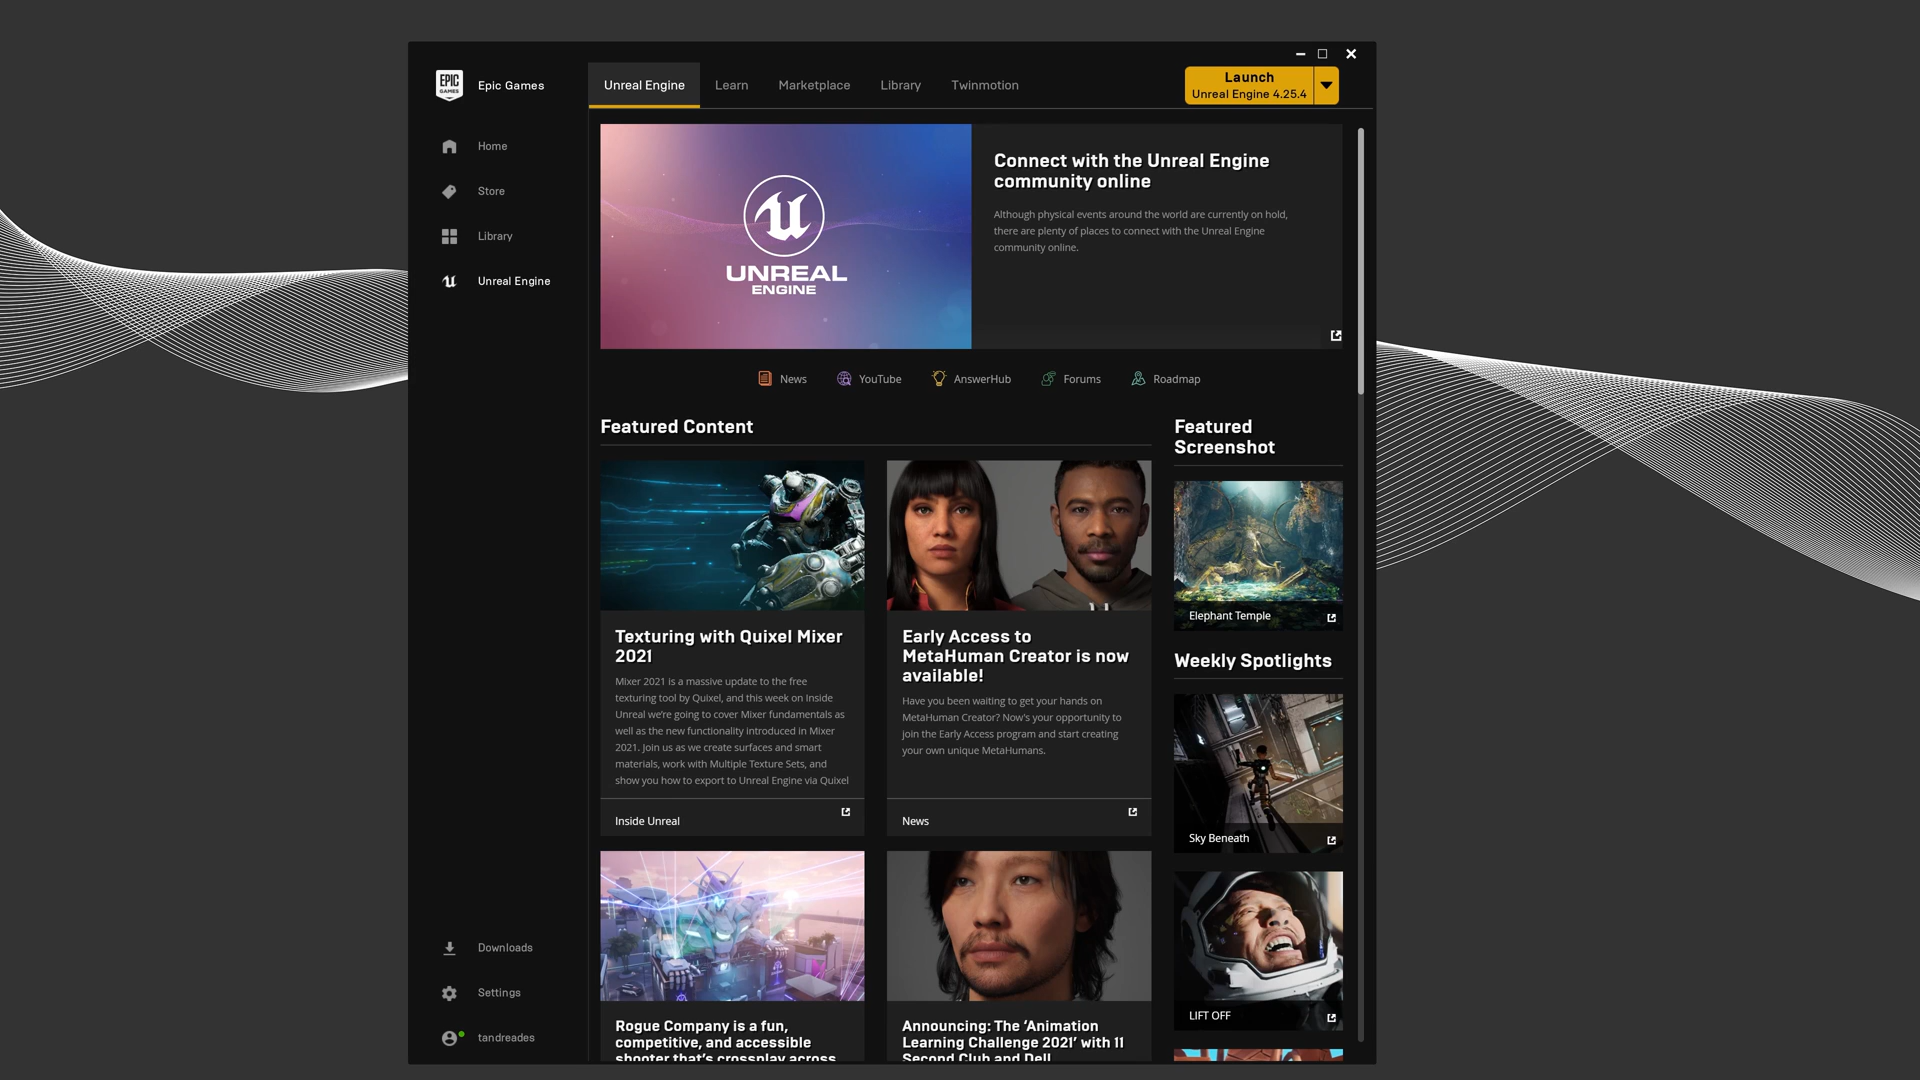 EPIC
GAMES
Epic Games
Home
Store
Library
Unreal Engine
Downloads
Settings
tandreades
Unreal Engine
Learn
Marketplace
Library
Twinmotion
Launch
Unreal Engine 4.25.4
UNREAL
ENGINE
Connect with the Unreal Engine
community online
Although physical events around the world are currently on hold,
there are plenty of places to connect with the Unreal Engine
community online.
News
YouTube
AnswerHub
Forums
Roadmap
Featured Content
Texturing with Quixel Mixer
2021
Mixer 2021 is a massive update to the free
texturing tool by Quixel, and this week on Inside
Unreal we're going to cover Mixer fundamentals as
well as the new functionality introduced in Mixer
2021. Join us as we create surfaces and smart
materials, work with Multiple Texture Sets, and
show you how to export to Unreal Engine via Quixel
Inside Unreal
Early Access to
MetaHuman Creator is now
available!
Have you been waiting to get your hands on
MetaHuman Creator? Now's your opportunity to
join the Early Access program and start creating
your own unique MetaHumans.
News
Rogue Company is a fun,
competitive, and accessible
shooter that's crossplay across
Announcing: The ‘Animation
Learning Challenge 2021’ with 11
Second Club and Dell
Featured
Screenshot
Elephant Temple
Weekly Spotlights
Sky Beneath
LIFT OFF